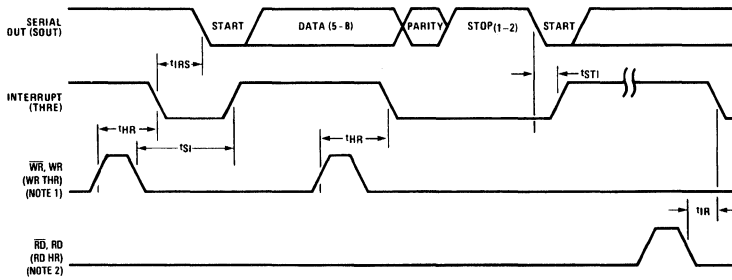 SERIAL
OUT (SOUT)
START
DATA (5-8)
PARITY
STOP(1-2)
START
tIRS
tSTI
INTERRUPT
(THRE)
tHR
tSI
tHR
WR, WR
(WR THR)
(NOTE 1)
tIR
RD, RD
(RD HR)
(NOTE 2)